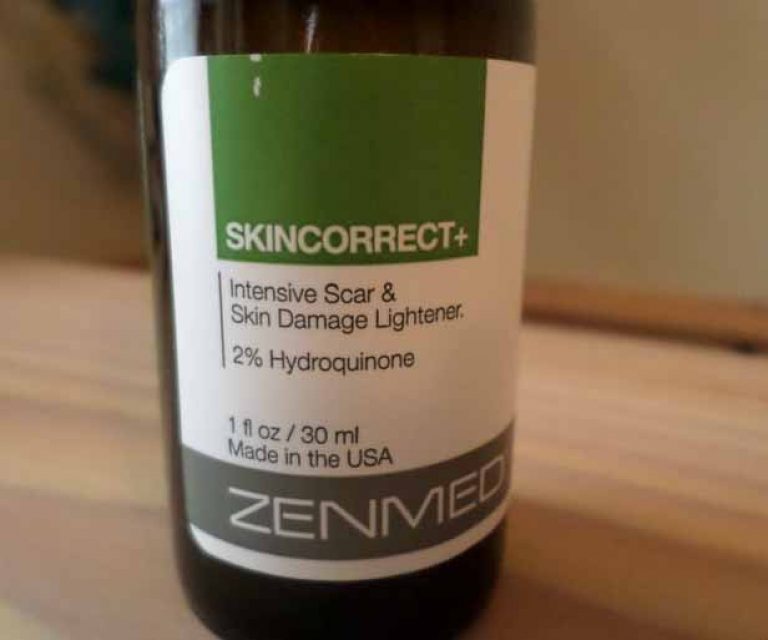 SKINCORRECT+
Intensive Scar &
Skin Damage Lightener.
2% Hydroquinone
1 fl oz / 30 ml
Made in the USA
ZENMED